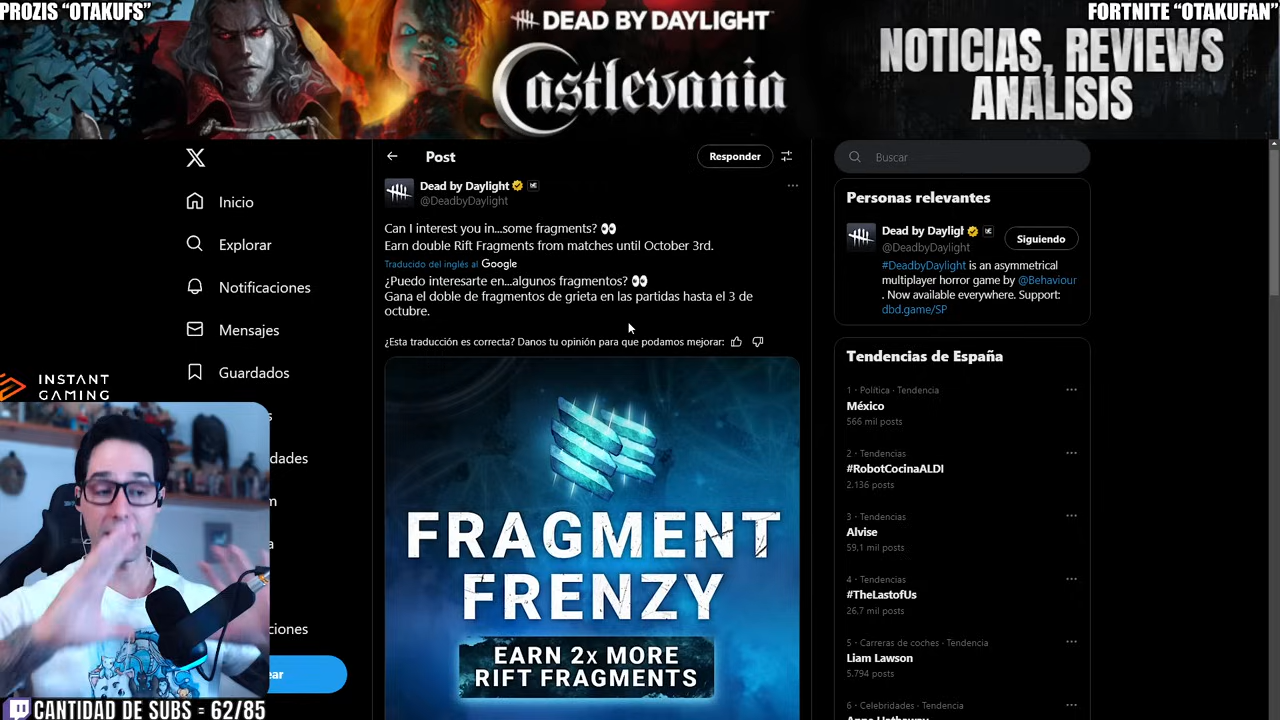 PROZIS "OTAKUFS"
FORTNITE "OTAKUFAN"
DEAD BY DAYLIGHT™
Castlevania
NOTICIAS, REVIEWS
ANALISIS
Post
Responder
Buscar
Inicio
Explorar
Notificaciones
Mensajes
Guardados
INSTANT
GAMING
dades
ciones
ear
CANTIDAD DE SUBS = 62/85
Dead by Daylight
@DeadbyDaylight
Can I interest you in...some fragments? 👀
Earn double Rift Fragments from matches until October 3rd.
Traducido del inglés al Google
¿Puedo interesarte en...algunos fragmentos? 👀
Gana el doble de fragmentos de grieta en las partidas hasta el 3 de
octubre.
¿Esta traducción es correcta? Danos tu opinión para que podamos mejorar:
FRAGMENT
FRENZY
EARN 2x MORE
RIFT FRAGMENTS
Personas relevantes
Dead by Dayligh
Siguiendo
@DeadbyDaylight
#DeadbyDaylight is an asymmetrical
multiplayer horror game by @Behaviour
. Now available everywhere. Support:
dbd.game/SP
Tendencias de España
1 · Política · Tendencia
México
566 mil posts
2 · Tendencias
#RobotCocinaALDI
2.136 posts
3 · Tendencias
Alvise
59,1 mil posts
4 · Tendencias
#TheLastofUs
26,7 mil posts
5 · Carreras de coches · Tendencia
Liam Lawson
5.794 posts
6 · Celebridades · Tendencia